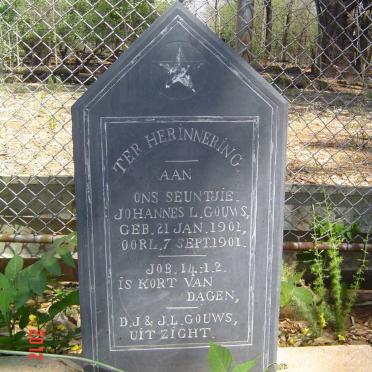 TER HERINNERING.
AAN
ONS SEUNTJIE.
JOHANNES L. GOUWS,
GEB. 21 JAN. 1901,
OORL. 7 SEPT. 1901.
JOB. 14.1.2.
IS KORT VAN
DAGEN,
D.J & J.L. GOUWS,
UIT ZIGHT.